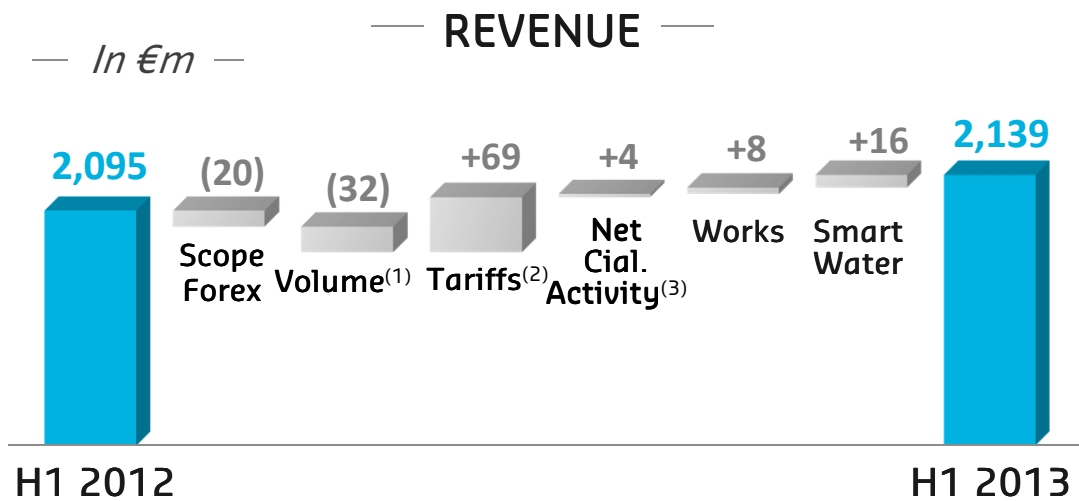 REVENUE
In €m
2,095
(20)
(32)
+69
+4
+8
+16
2,139
Scope
Forex
Volume(1)
Tariffs(2)
Net
Cial.
Activity(3)
Works
Smart
Water
H1 2012
H1 2013